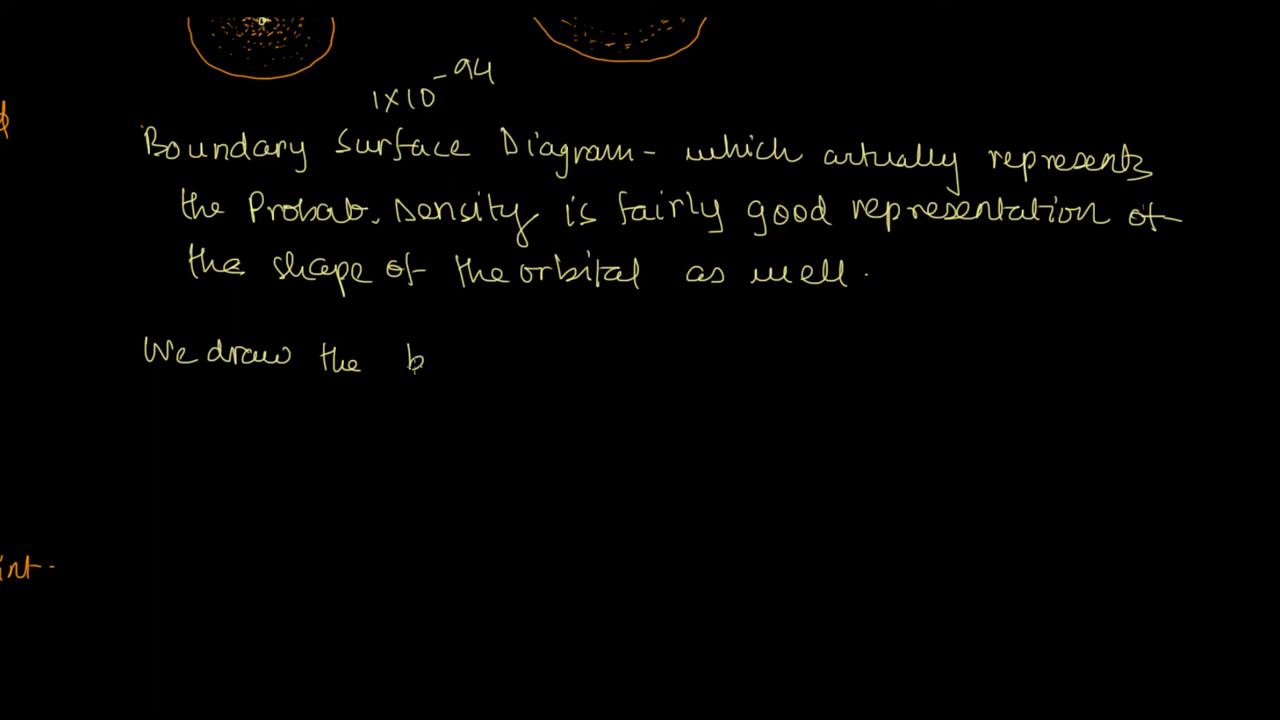 1×10⁻⁹⁴
Boundary Surface Diagram - which actually represents
the Probab. Density is fairly good representation of
the shape of the orbital as well.
We draw the b
int -